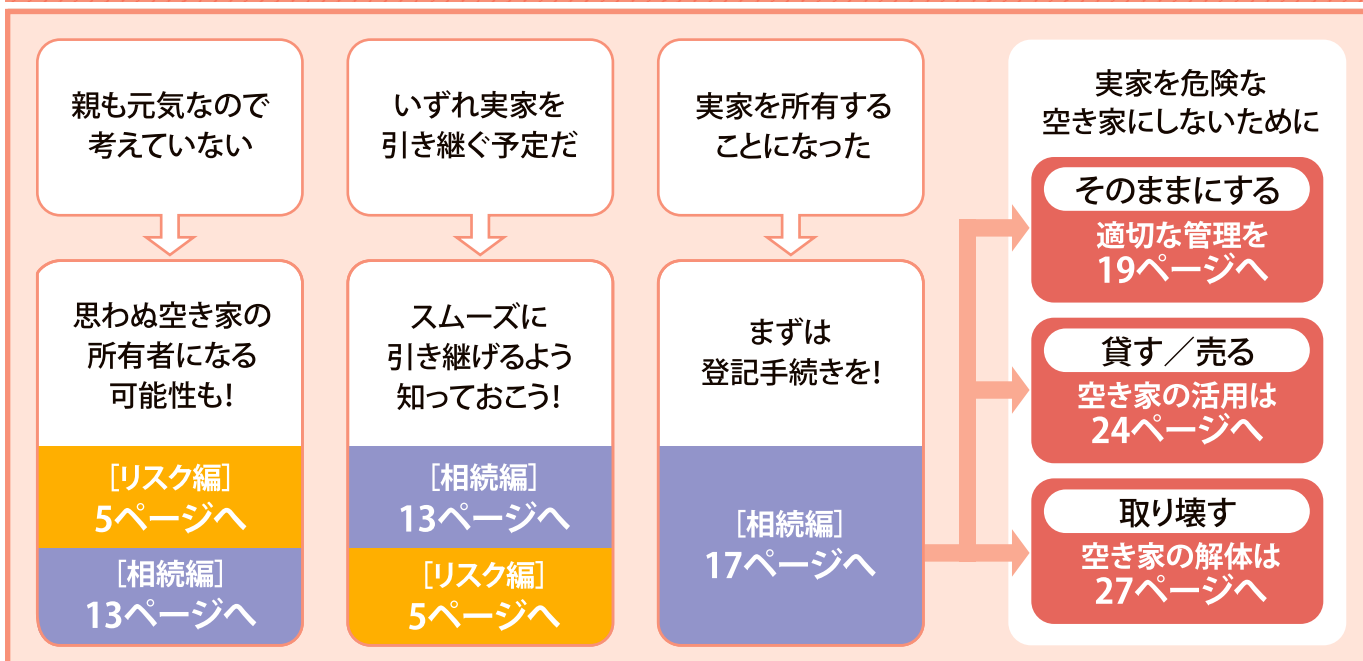 親も元気なので
考えていない
思わぬ空き家の
所有者になる
可能性も!
[リスク編]
5ページへ
[相続編]
13ページへ
いずれ実家を
引き継ぐ予定だ
スムーズに
引き継げるよう
知っておこう!
[相続編]
13ページへ
[リスク編]
5ページへ
実家を所有する
ことになった
まずは
登記手続きを!
[相続編]
17ページへ
実家を危険な
空き家にしないために
そのままにする
適切な管理を
19ページへ
貸す／売る
空き家の活用は
24ページへ
取り壊す
空き家の解体は
27ページへ